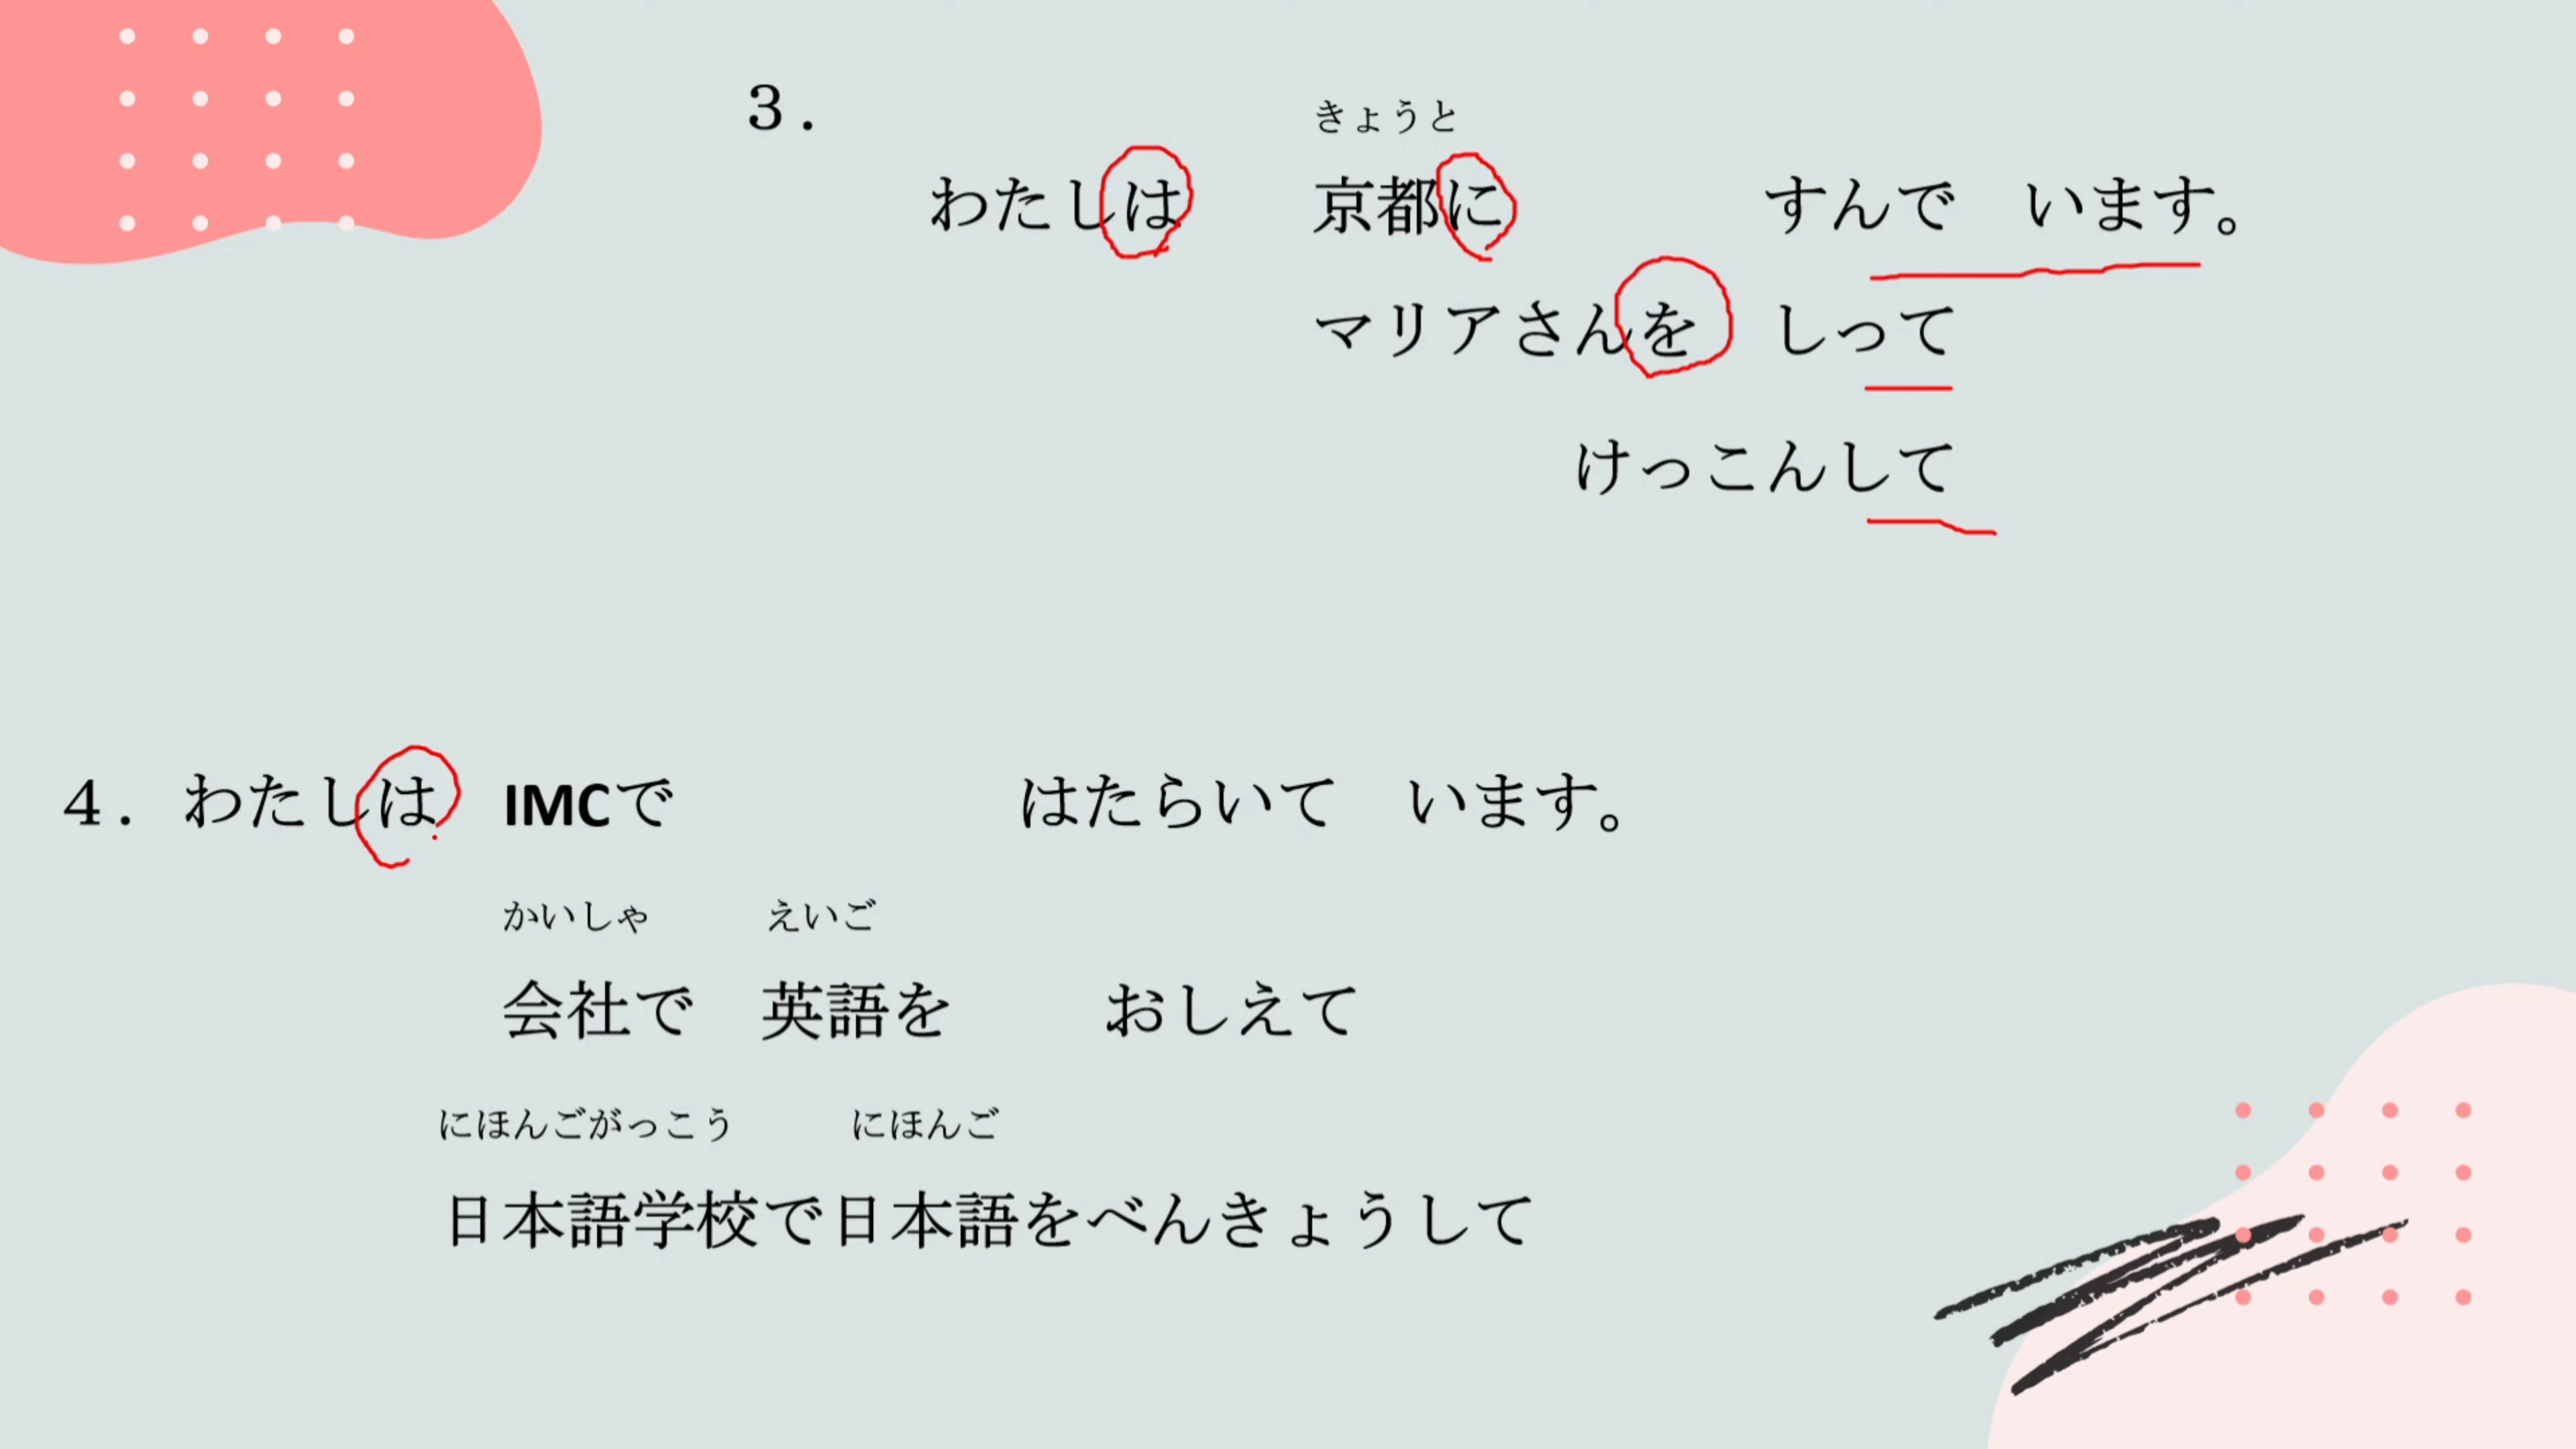 ３．
きょうと
わたしは　京都に　すんで　います。
マリアさんを　しって
けっこんして
４．わたしは　IMCで　はたらいて　います。
かいしゃ　えいご
会社で　英語を　おしえて
にほんごがっこう　にほんご
日本語学校で日本語をべんきょうして